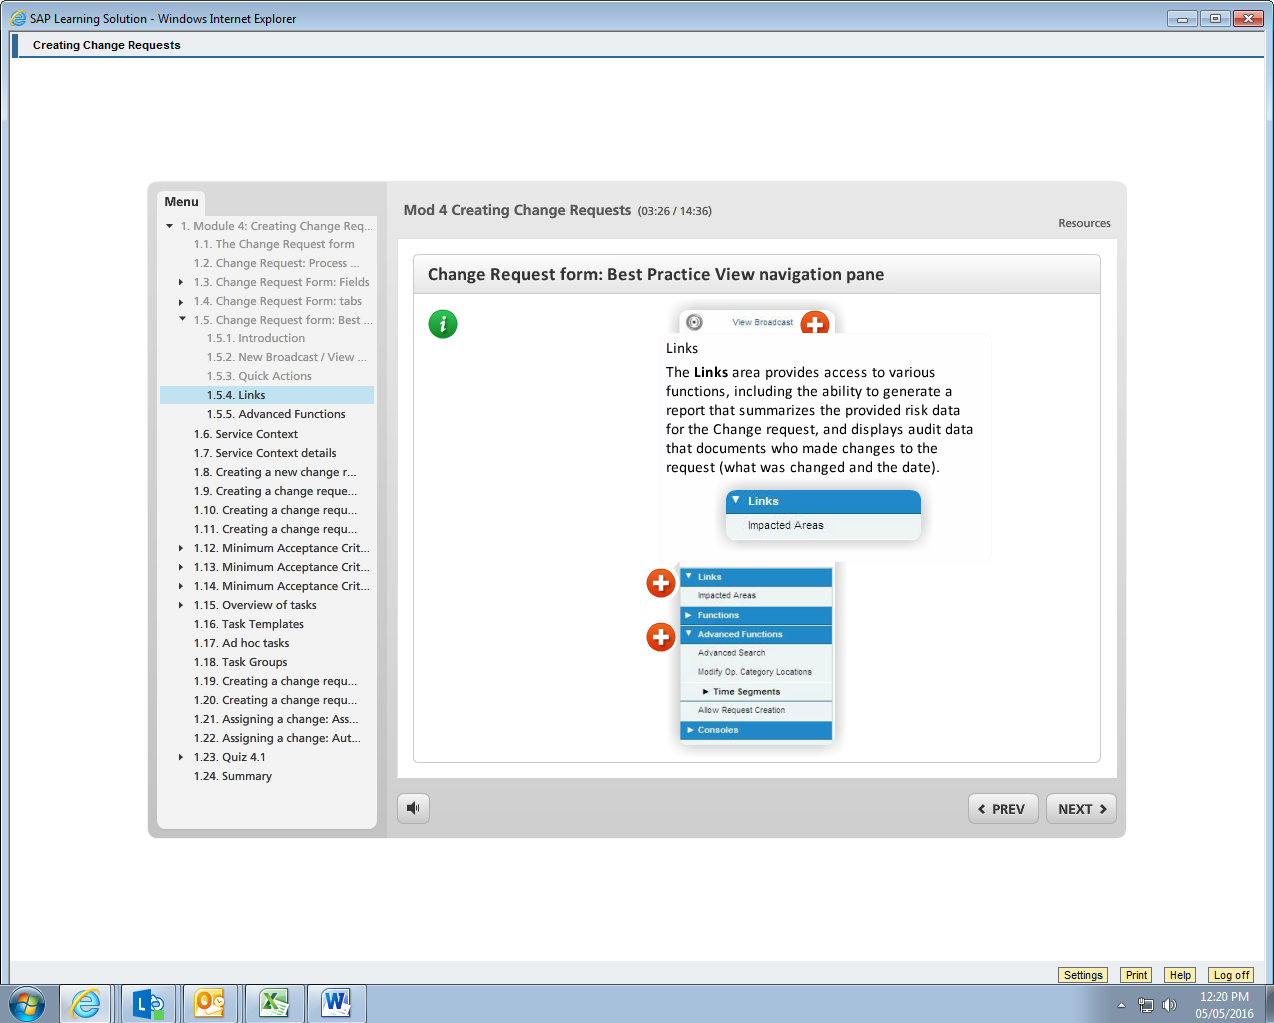 SAP Learning Solution - Windows Internet Explorer
Creating Change Requests
Menu
1. Module 4: Creating Change Req...
1.1. The Change Request form
1.2. Change Request: Process ...
1.3. Change Request Form: Fields
1.4. Change Request Form: tabs
1.5. Change Request form: Best ...
1.5.1. Introduction
1.5.2. New Broadcast / View ...
1.5.3. Quick Actions
1.5.4. Links
1.5.5. Advanced Functions
1.6. Service Context
1.7. Service Context details
1.8. Creating a new change r...
1.9. Creating a change reque...
1.10. Creating a change requ...
1.11. Creating a change requ...
1.12. Minimum Acceptance Crit...
1.13. Minimum Acceptance Crit...
1.14. Minimum Acceptance Crit...
1.15. Overview of tasks
1.16. Task Templates
1.17. Ad hoc tasks
1.18. Task Groups
1.19. Creating a change requ...
1.20. Creating a change requ...
1.21. Assigning a change: Ass...
1.22. Assigning a change: Aut...
1.23. Quiz 4.1
1.24. Summary
Mod 4 Creating Change Requests (03:26 / 14:36)
Resources
Change Request form: Best Practice View navigation pane
View Broadcast
Links
The Links area provides access to various
functions, including the ability to generate a
report that summarizes the provided risk data
for the Change request, and displays audit data
that documents who made changes to the
request (what was changed and the date).
Links
Impacted Areas
Links
Impacted Areas
Functions
Advanced Functions
Advanced Search
Modify Op. Category Locations
Time Segments
Allow Request Creation
Consoles
PREV
NEXT
Settings
Print
Help
Log off
12:20 PM
05/05/2016